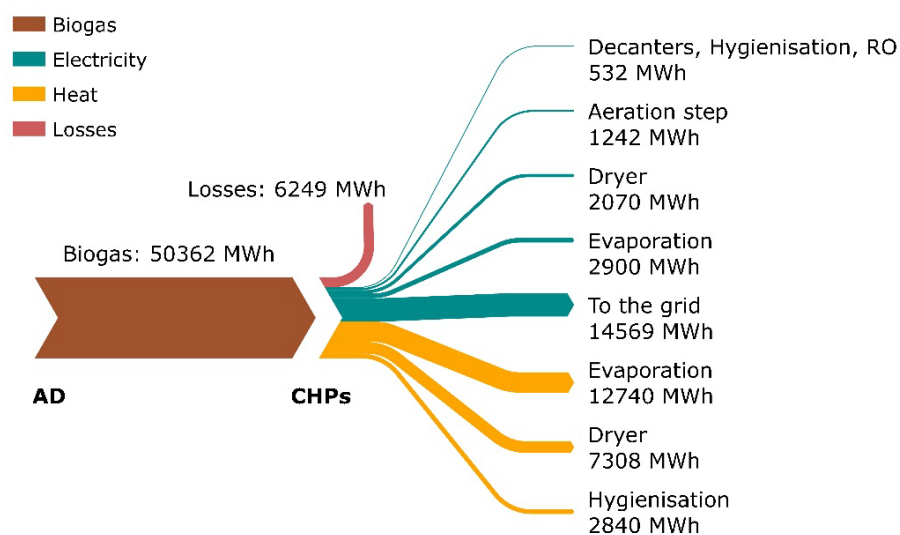 Biogas
Electricity
Heat
Losses
Losses: 6249 MWh
Biogas: 50362 MWh
AD
CHPs
Decanters, Hygienisation, RO
532 MWh
Aeration step
1242 MWh
Dryer
2070 MWh
Evaporation
2900 MWh
To the grid
14569 MWh
Evaporation
12740 MWh
Dryer
7308 MWh
Hygienisation
2840 MWh